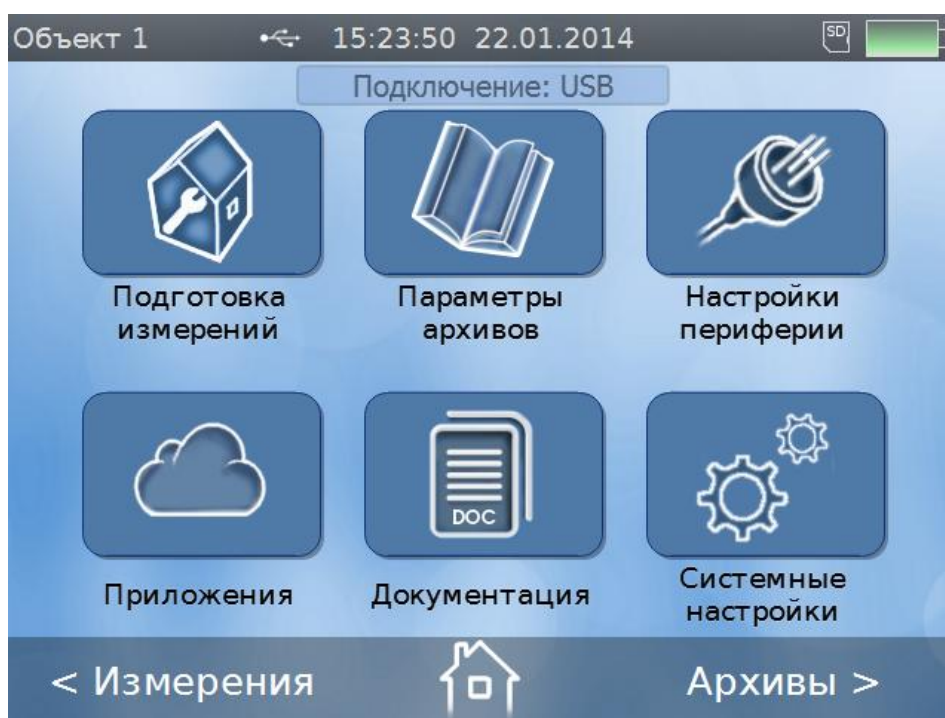 Объект 1 15:23:50 22.01.2014 SD
Подключение: USB
Подготовка
измерений
Параметры
архивов
Настройки
периферии
Приложения
DOC
Документация
Системные
настройки
< Измерения Архивы >